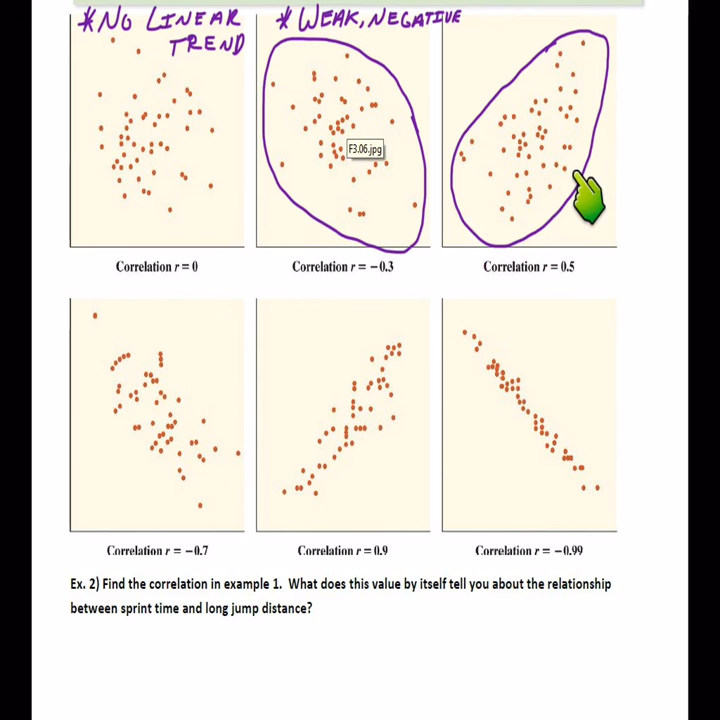 *NO LINEAR
TREND
*WEAK, NEGATIVE
F3.06.jpg
Correlation r = 0
Correlation r = −0.3
Correlation r = 0.5
Correlation r = −0.7
Correlation r = 0.9
Correlation r = −0.99
Ex. 2) Find the correlation in example 1. What does this value by itself tell you about the relationship
between sprint time and long jump distance?